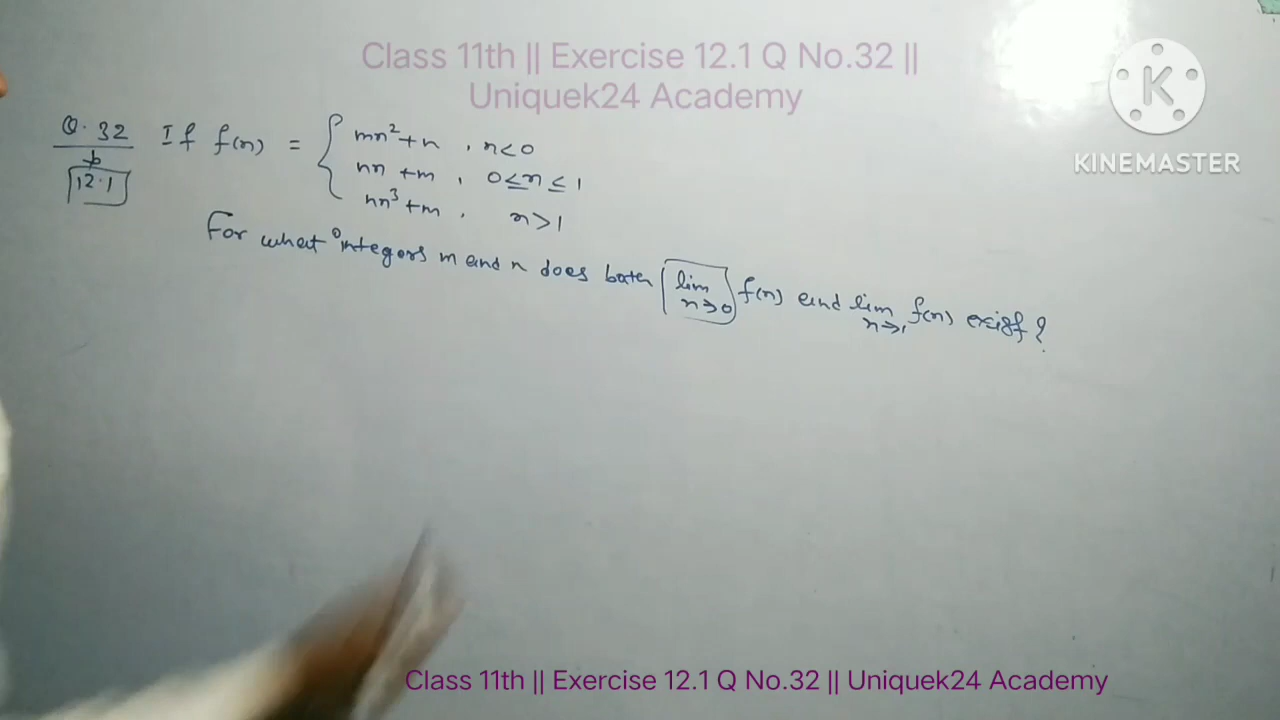 Class 11th || Exercise 12.1 Q No.32 ||
Uniquek24 Academy
KINEMASTER
Q. 32 If f(x) = { mx²+n , x<0
12.1 nx +m , 0≤x≤1
nx³+m , x>1
For what integers m and n does both lim x→0 f(x) and lim x→1 f(x) exist ?
Class 11th || Exercise 12.1 Q No.32 || Uniquek24 Academy